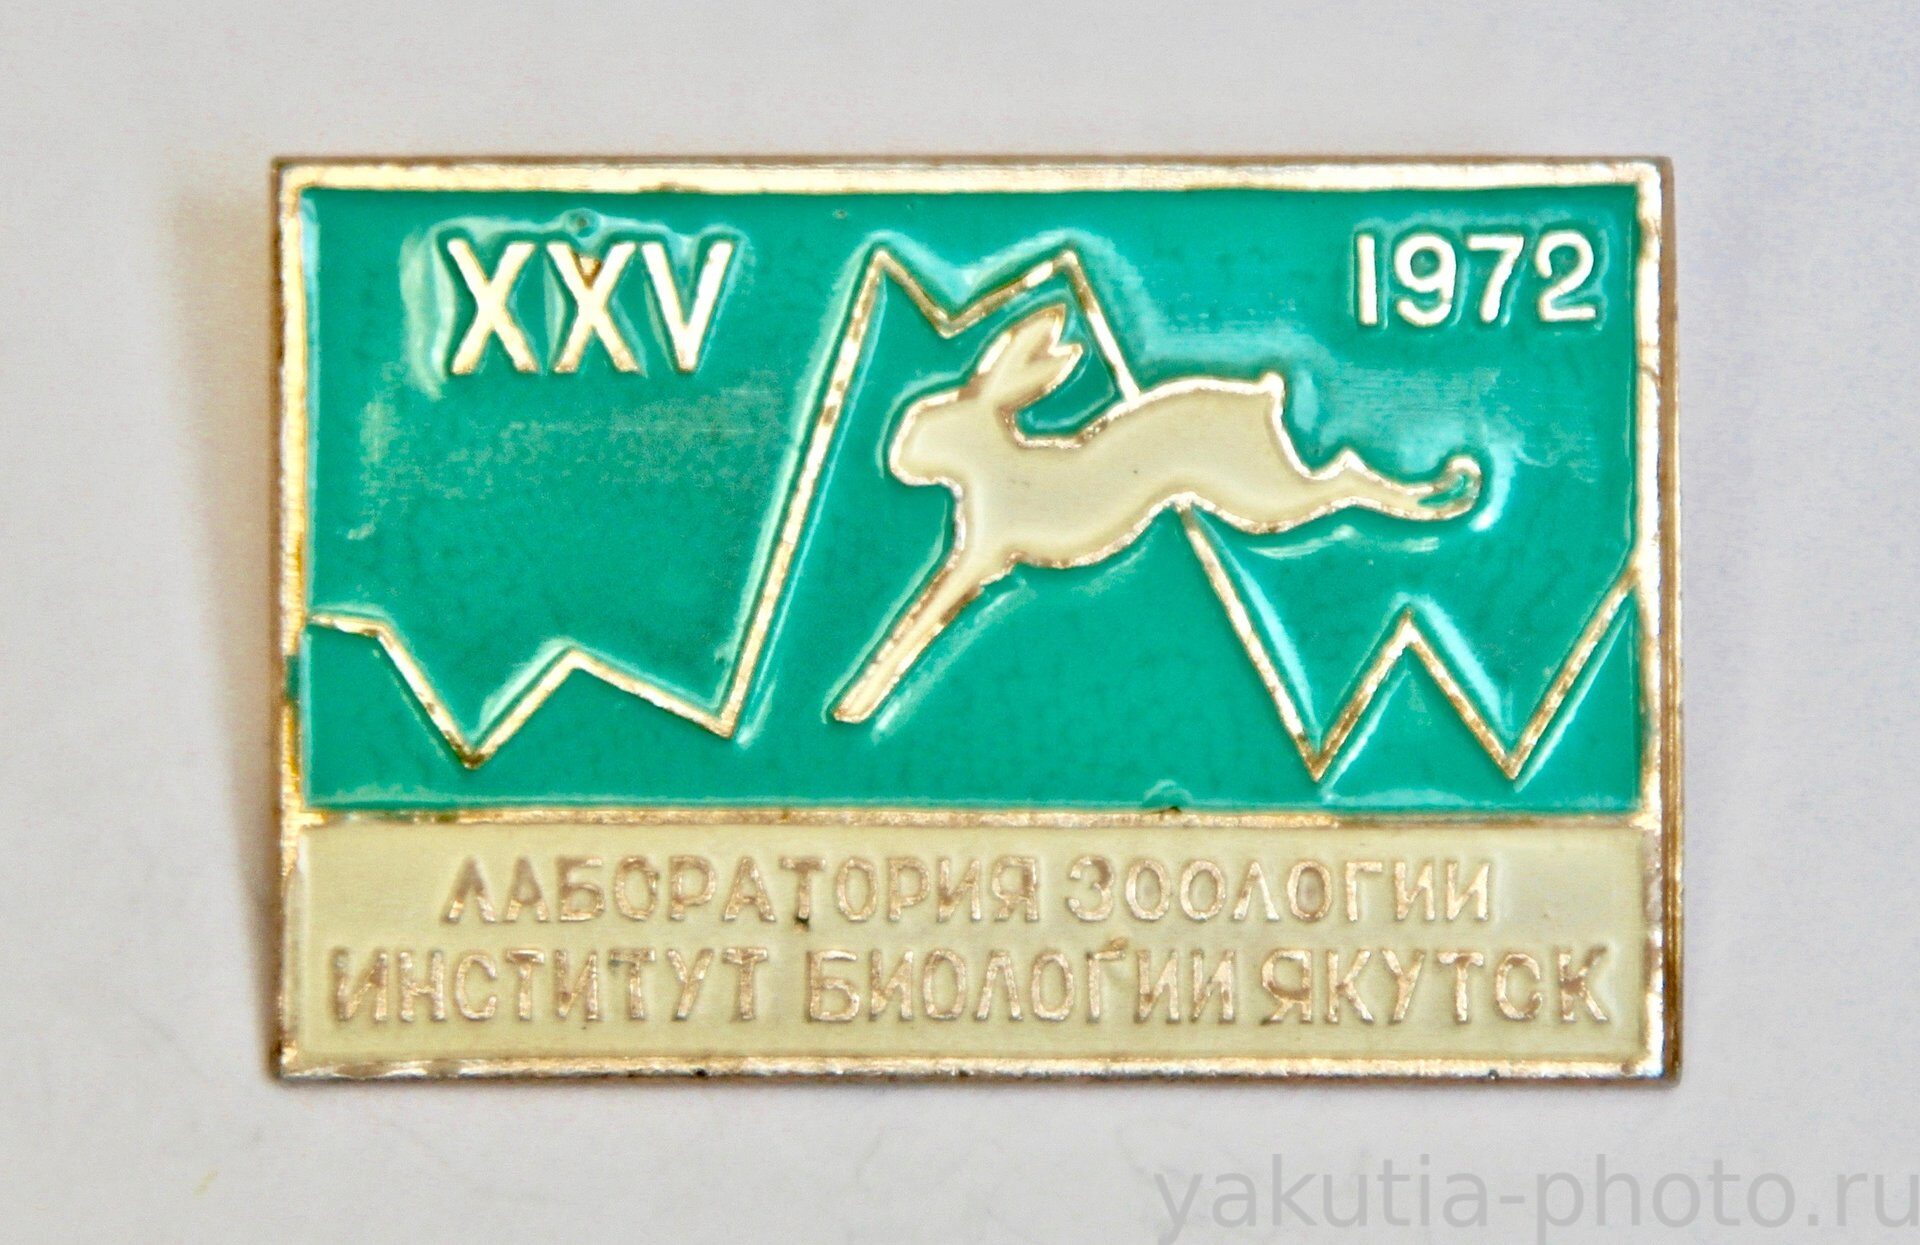 XXV 1972
ЛАБОРАТОРИЯ ЗООЛОГИИ
ИНСТИТУТ БИОЛОГИИ ЯКУТСК
yakutia-photo.ru